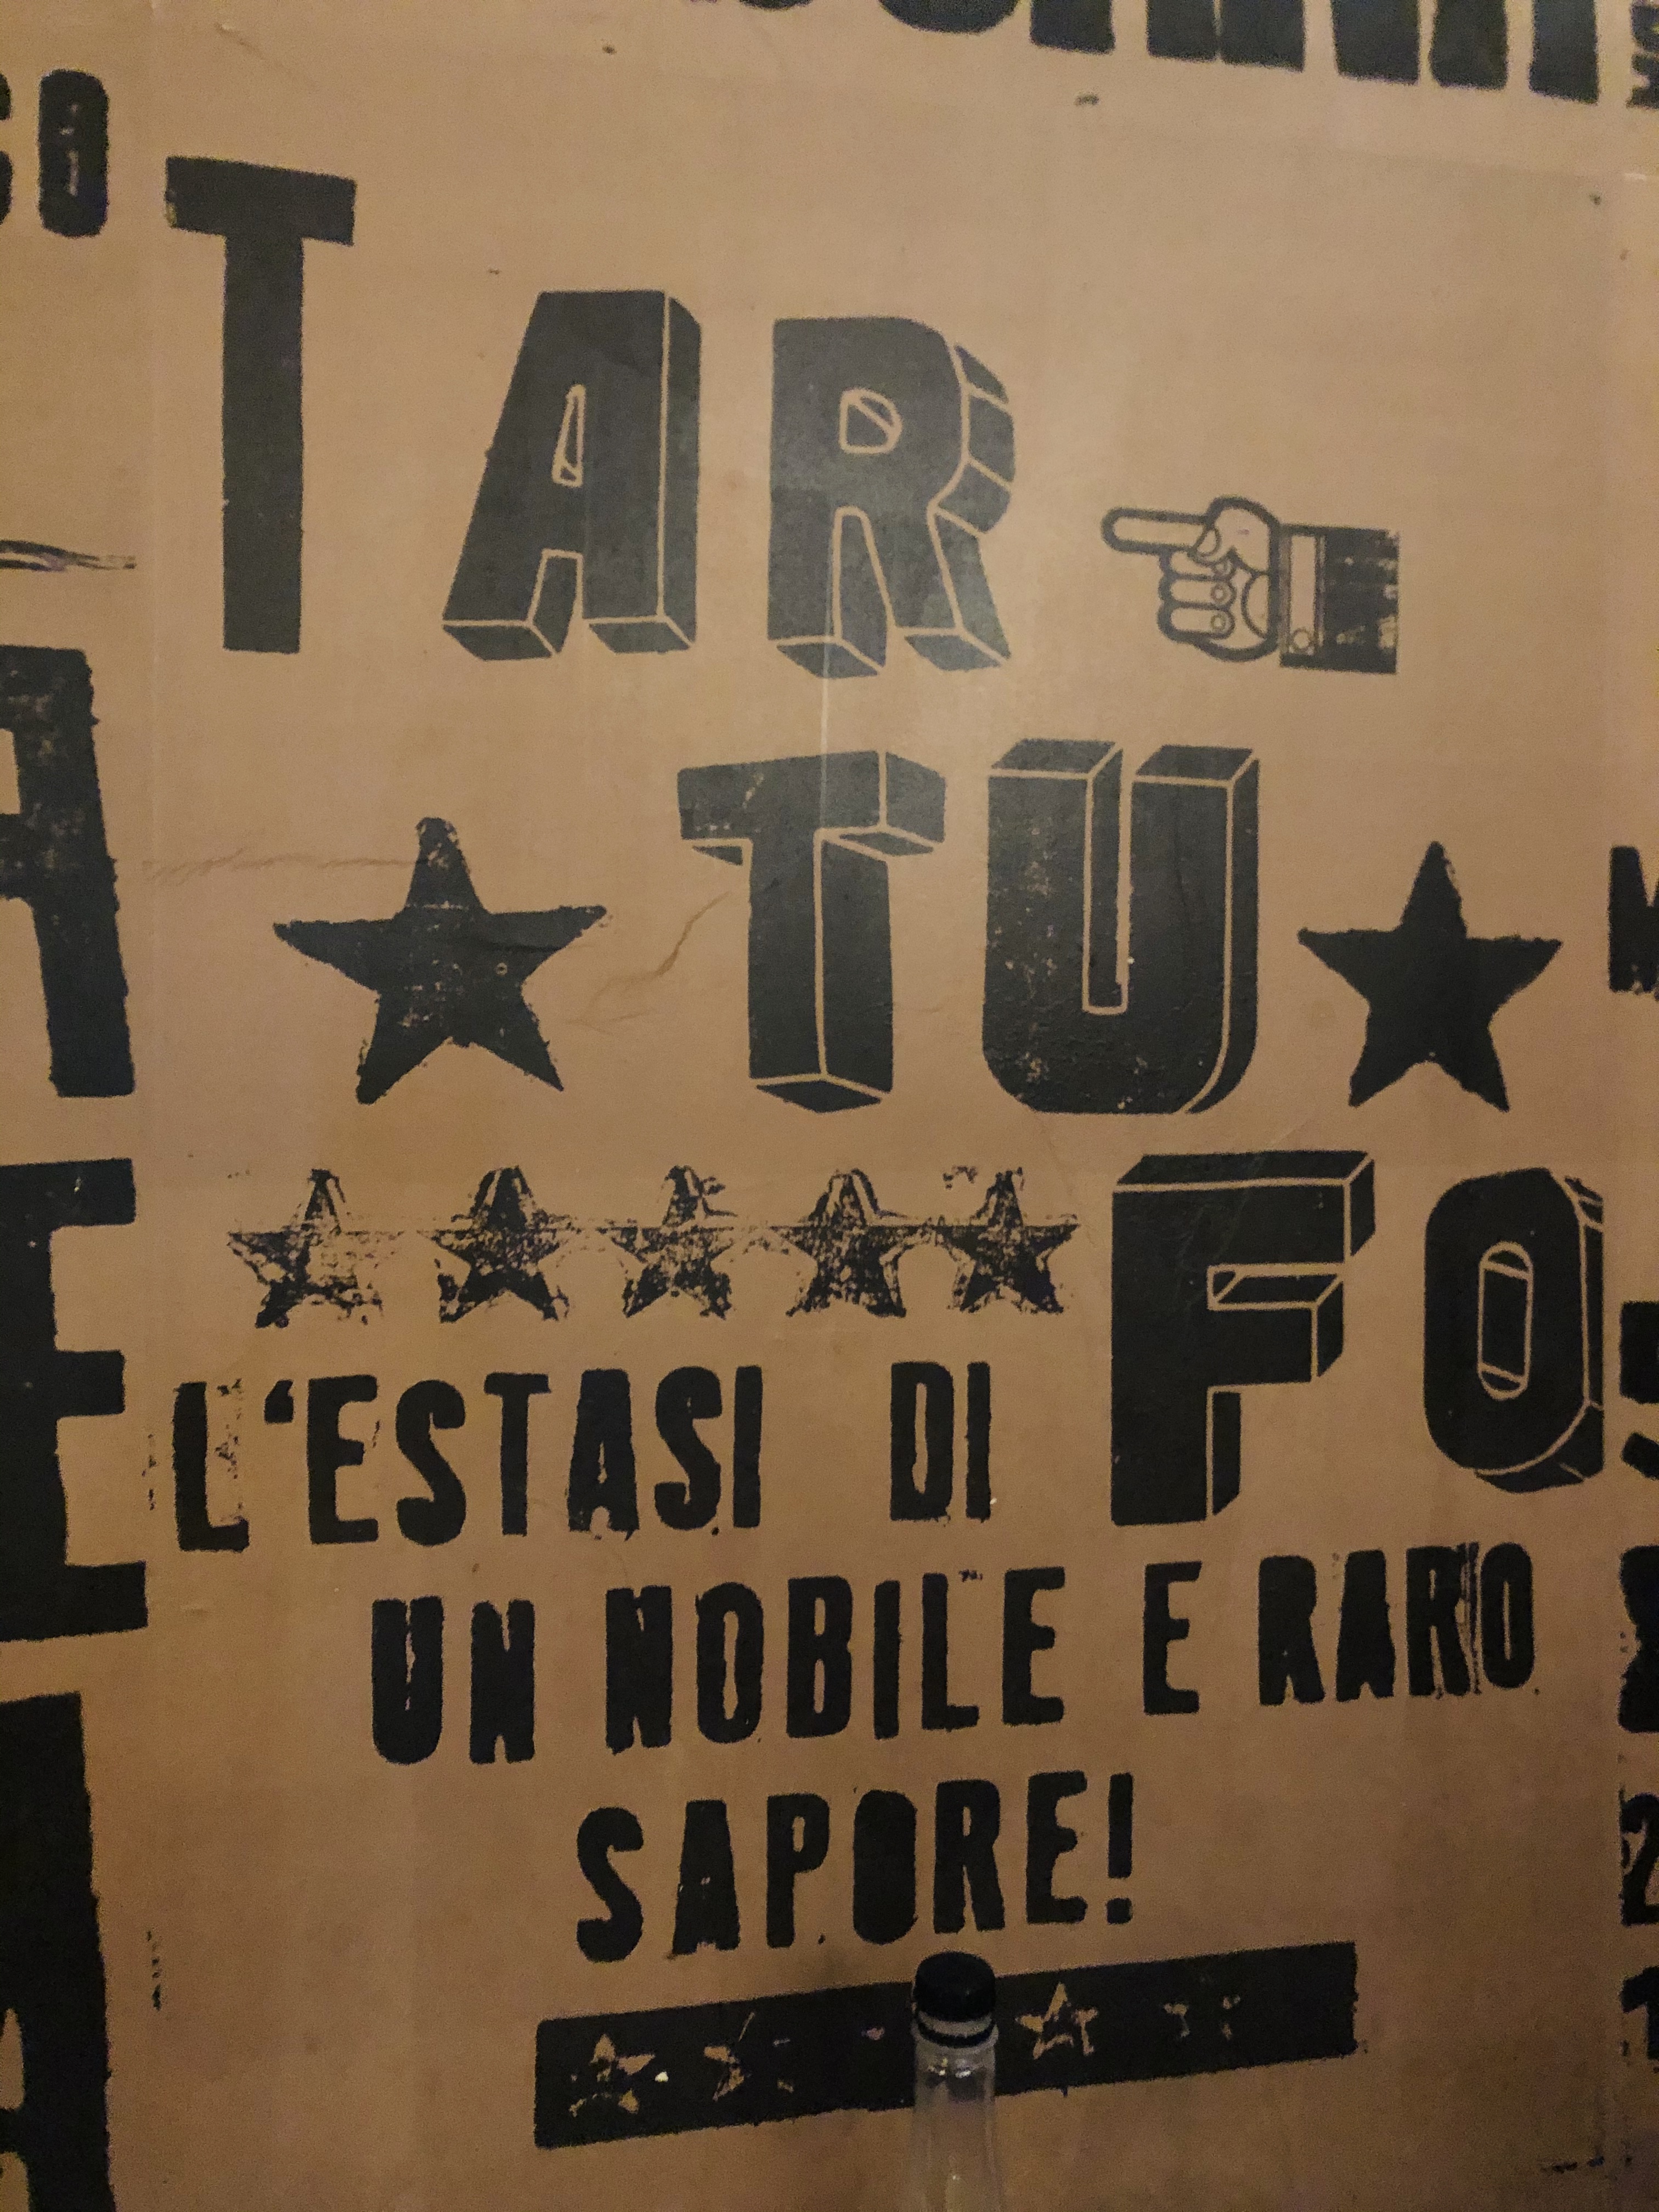 TAR
TU
FO
L'ESTASI DI
UN NOBILE E RARO
SAPORE!